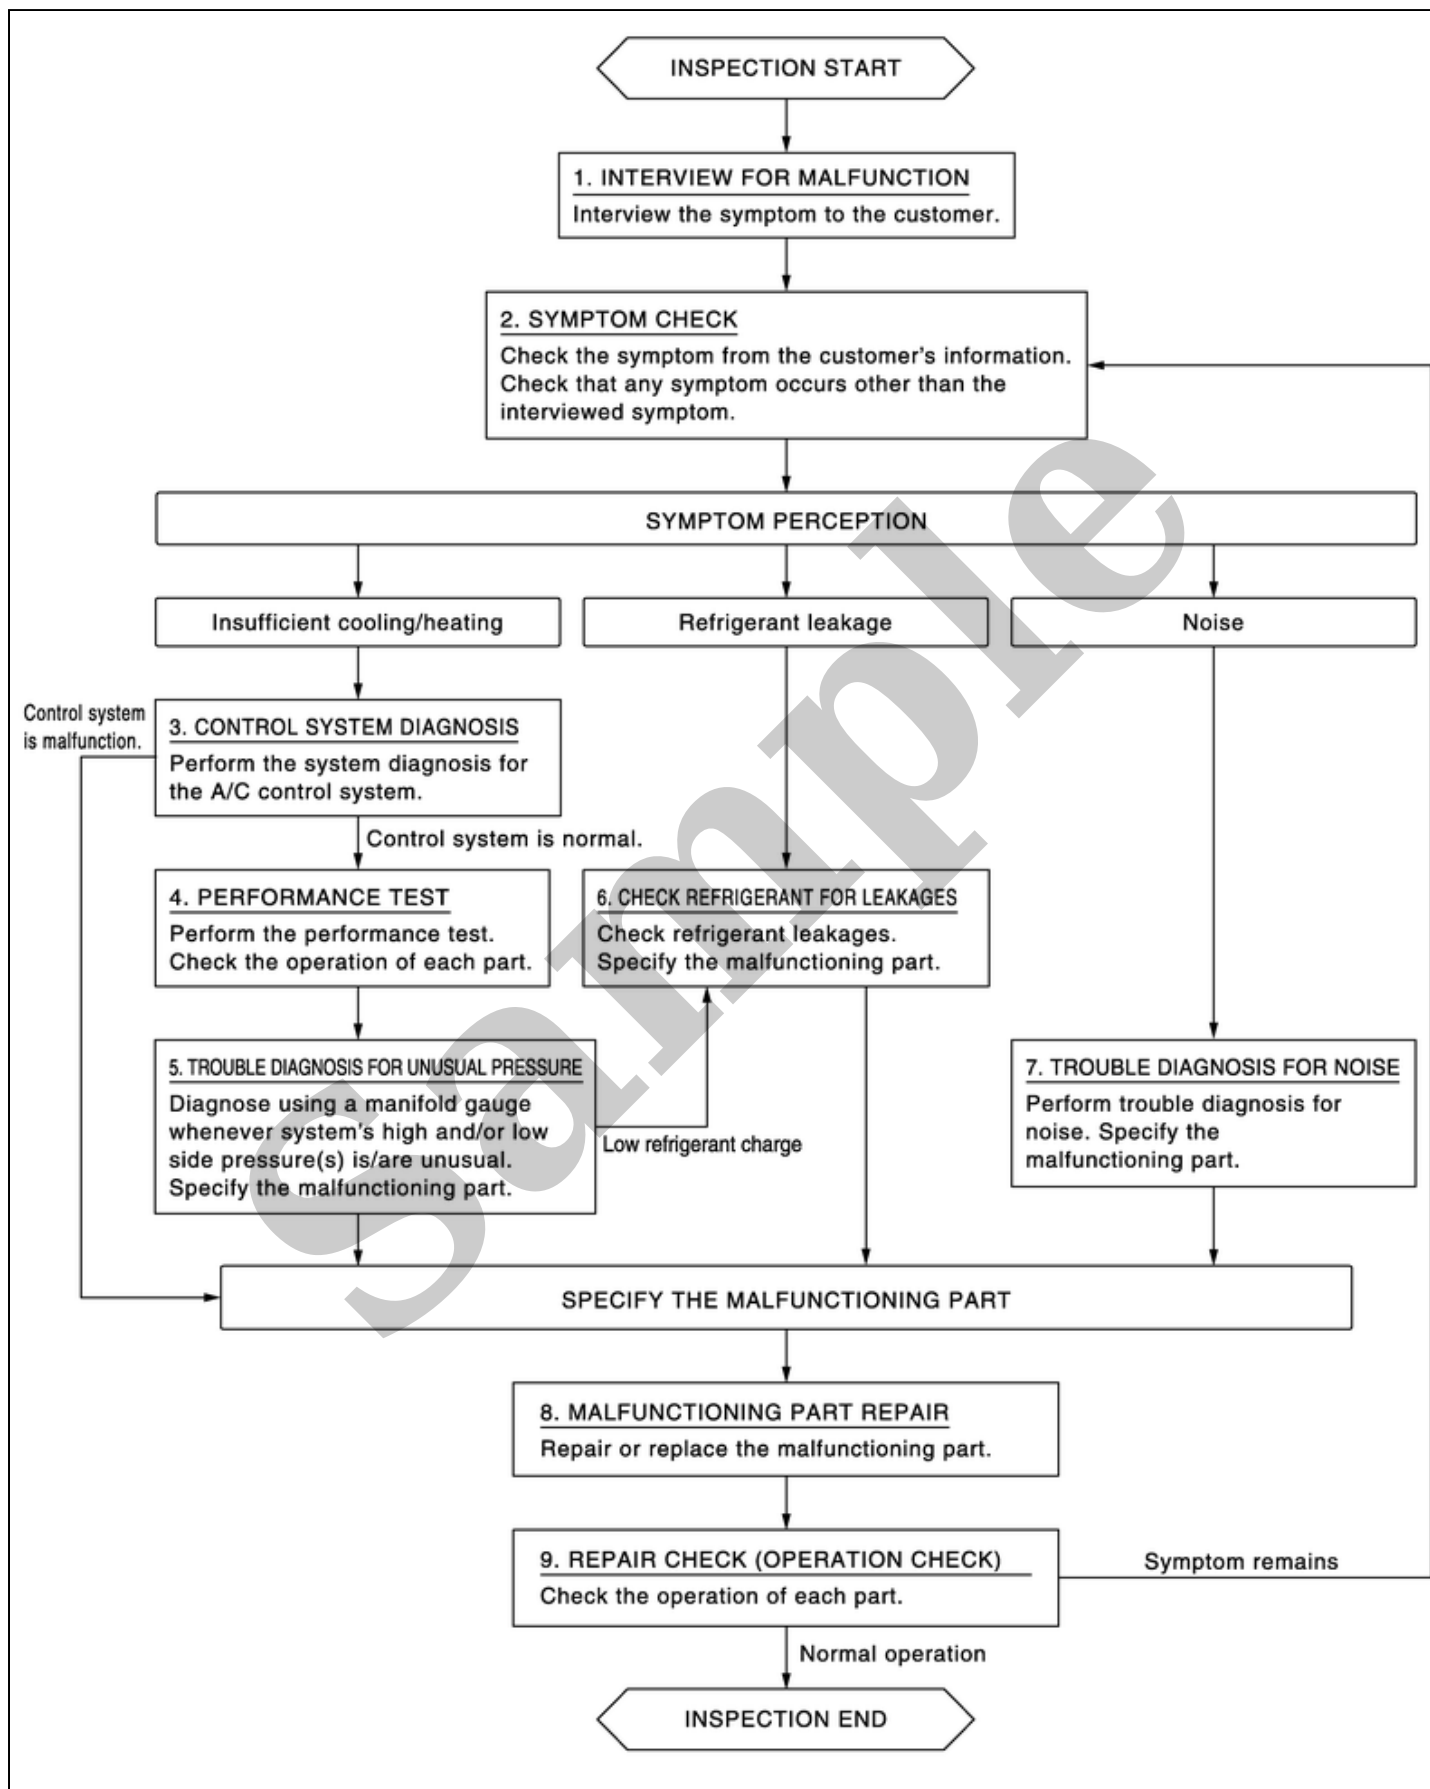 INSPECTION START
1. INTERVIEW FOR MALFUNCTION
Interview the symptom to the customer.
2. SYMPTOM CHECK
Check the symptom from the customer's information.
Check that any symptom occurs other than the
interviewed symptom.
SYMPTOM PERCEPTION
Insufficient cooling/heating
Refrigerant leakage
Noise
Control system
is malfunction.
3. CONTROL SYSTEM DIAGNOSIS
Perform the system diagnosis for
the A/C control system.
Control system is normal.
4. PERFORMANCE TEST
Perform the performance test.
Check the operation of each part.
6. CHECK REFRIGERANT FOR LEAKAGES
Check refrigerant leakages.
Specify the malfunctioning part.
5. TROUBLE DIAGNOSIS FOR UNUSUAL PRESSURE
Diagnose using a manifold gauge
whenever system's high and/or low
side pressure(s) is/are unusual.
Specify the malfunctioning part.
Low refrigerant charge
7. TROUBLE DIAGNOSIS FOR NOISE
Perform trouble diagnosis for
noise. Specify the
malfunctioning part.
SPECIFY THE MALFUNCTIONING PART
8. MALFUNCTIONING PART REPAIR
Repair or replace the malfunctioning part.
9. REPAIR CHECK (OPERATION CHECK)
Check the operation of each part.
Symptom remains
Normal operation
INSPECTION END
Sample